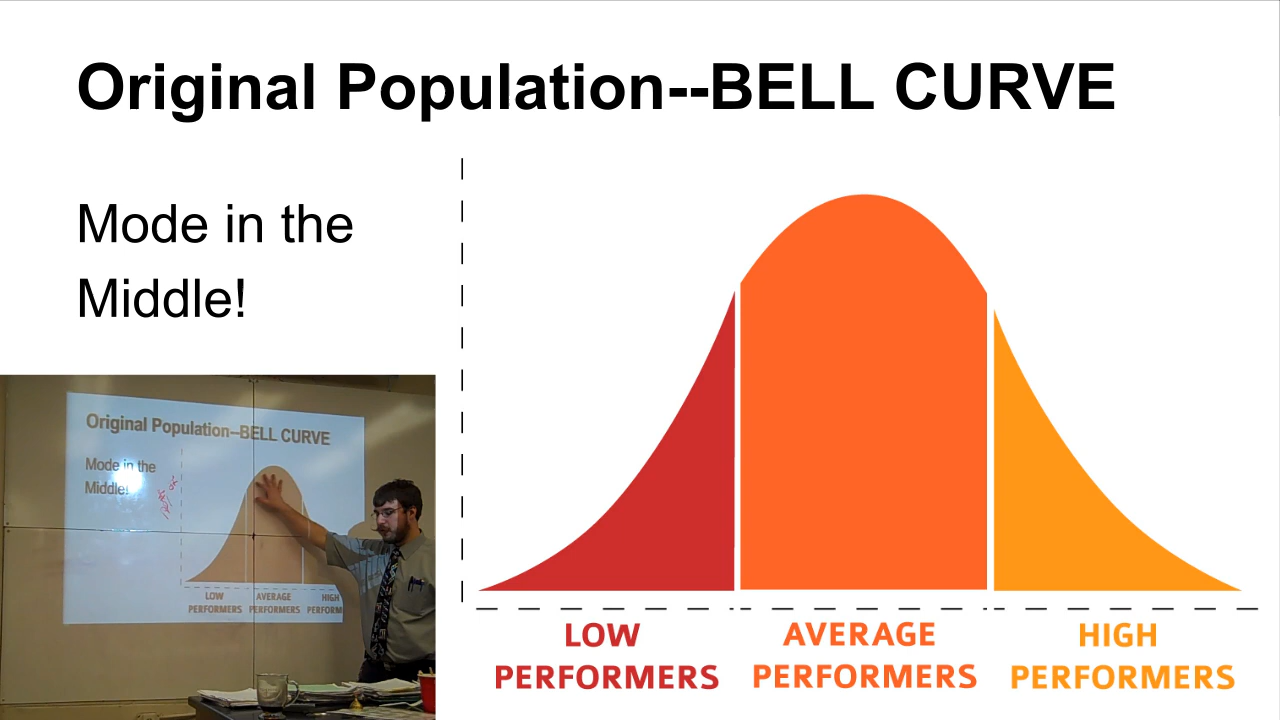 Original Population--BELL CURVE
Mode in the
Middle!
LOW
PERFORMERS
AVERAGE
PERFORMERS
HIGH
PERFORMERS
Original Population--BELL CURVE
Mode in the
Middle!
LOW
PERFORMERS
AVERAGE
PERFORMERS
HIGH
PERFORM